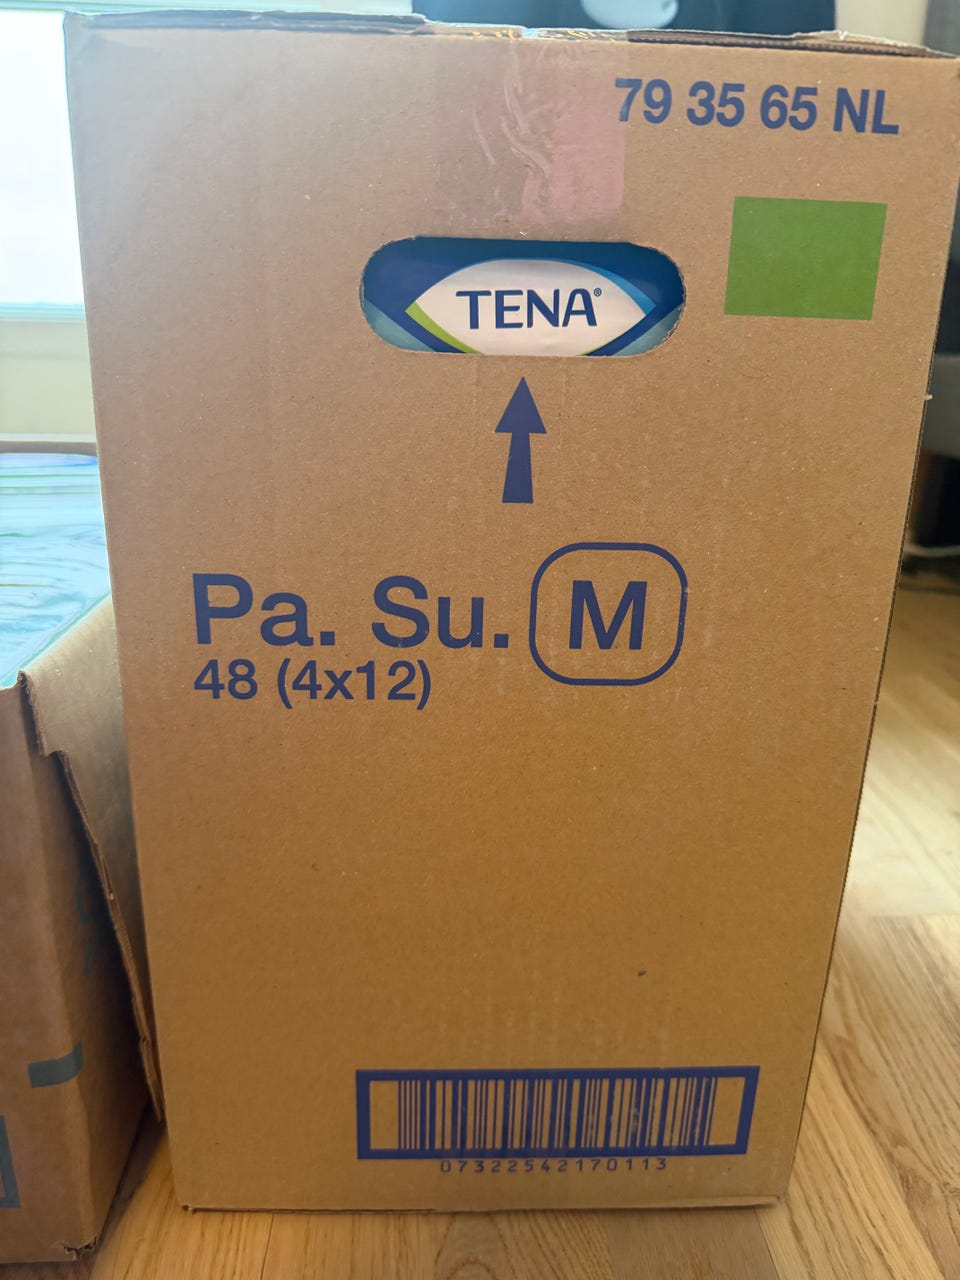 79 35 65 NL
TENA®
Pa. Su. M
48 (4x12)
07322542170113